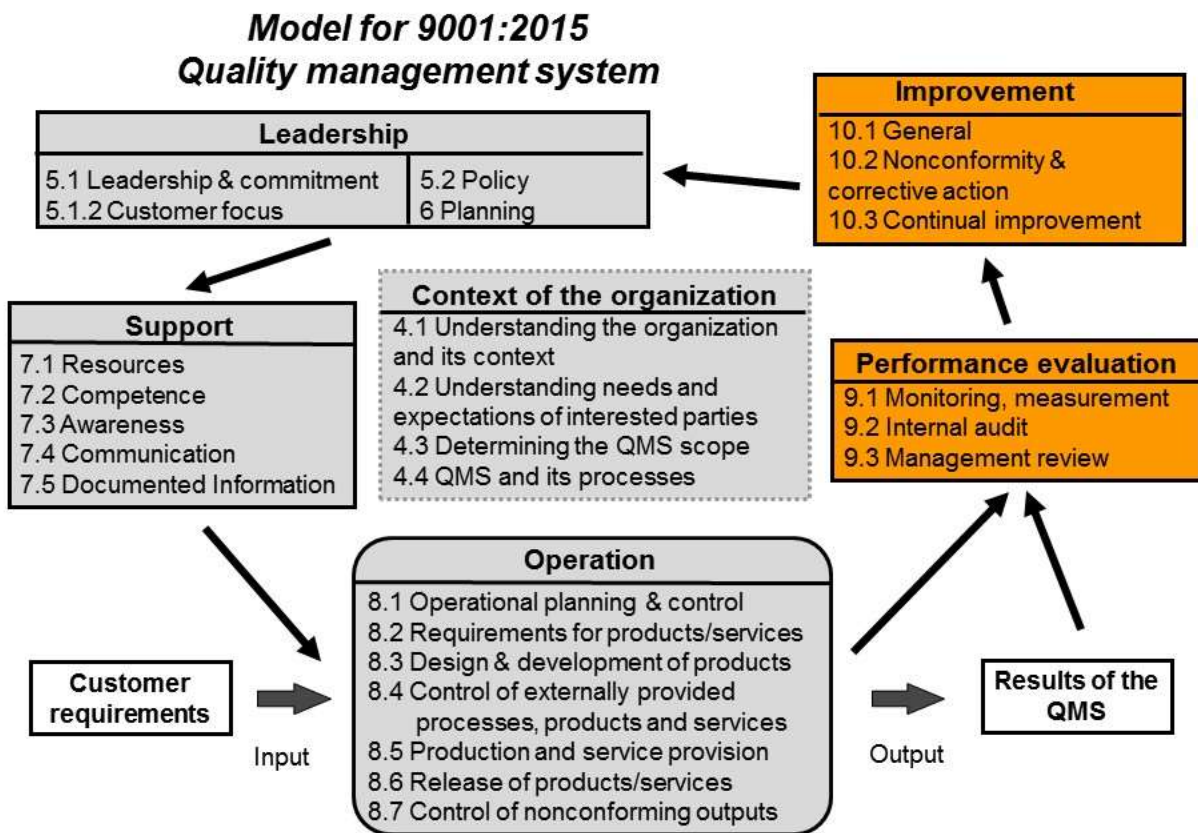 Model for 9001:2015
Quality management system
Leadership
5.1 Leadership & commitment
5.1.2 Customer focus
5.2 Policy
6 Planning
Improvement
10.1 General
10.2 Nonconformity &
corrective action
10.3 Continual improvement
Support
7.1 Resources
7.2 Competence
7.3 Awareness
7.4 Communication
7.5 Documented Information
Context of the organization
4.1 Understanding the organization
and its context
4.2 Understanding needs and
expectations of interested parties
4.3 Determining the QMS scope
4.4 QMS and its processes
Performance evaluation
9.1 Monitoring, measurement
9.2 Internal audit
9.3 Management review
Customer
requirements
Input
Operation
8.1 Operational planning & control
8.2 Requirements for products/services
8.3 Design & development of products
8.4 Control of externally provided
processes, products and services
8.5 Production and service provision
8.6 Release of products/services
8.7 Control of nonconforming outputs
Output
Results of the
QMS